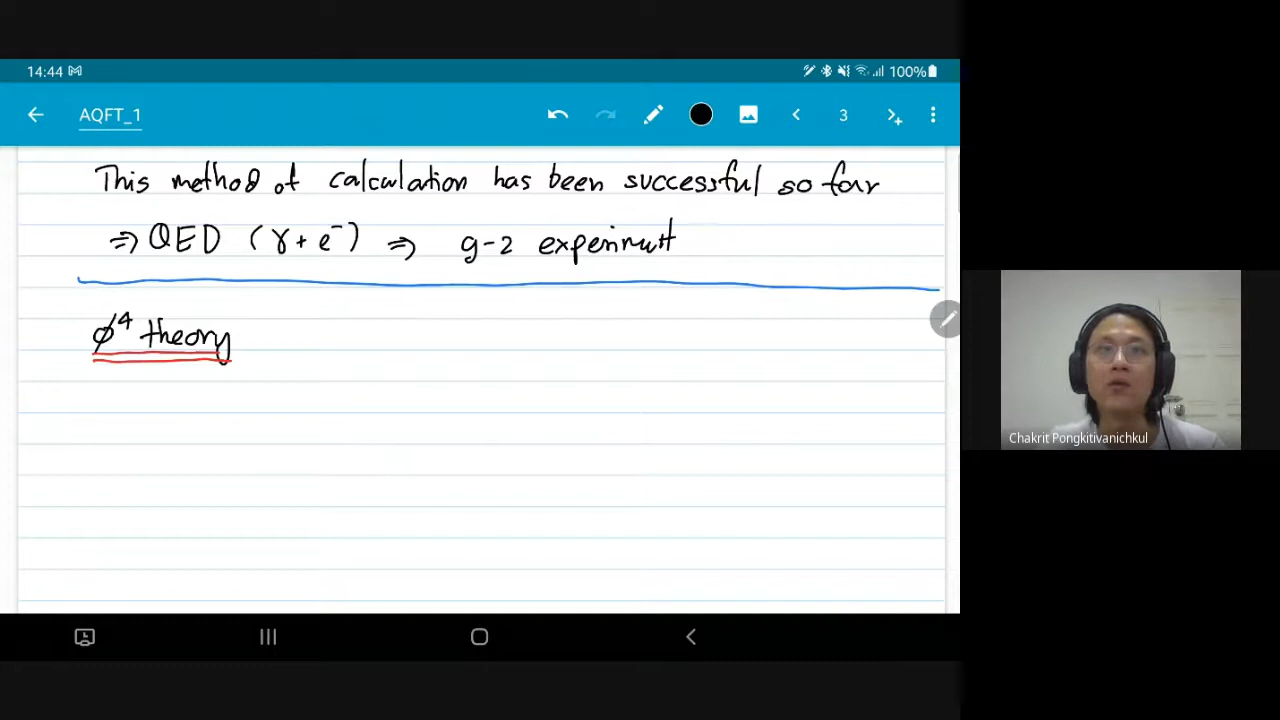 14:44
100%
AQFT_1
3
This method of calculation has been successful so far
⇒ QED (γ + e⁻) ⇒ g-2 experiment
ϕ⁴ theory
Chakrit Pongkitivanichkul